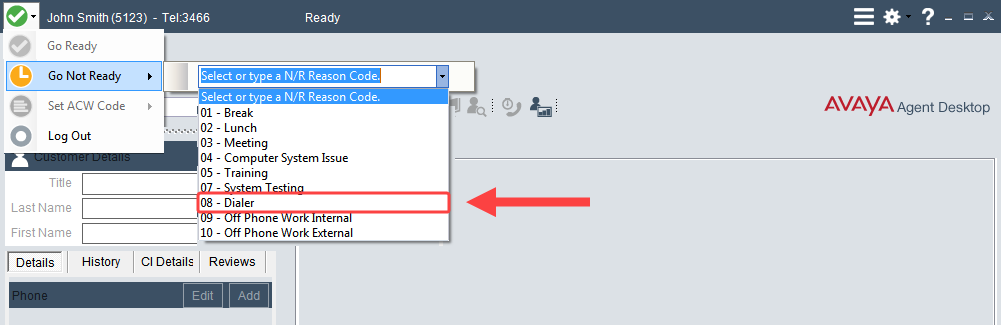 John Smith (5123) - Tel:3466 Ready
Go Ready
Go Not Ready
Select or type a N/R Reason Code.
Select or type a N/R Reason Code.
Set ACW Code
01 - Break
02 - Lunch
Log Out
03 - Meeting
04 - Computer System Issue
05 - Training
07 - System Testing
08 - Dialer
09 - Off Phone Work Internal
10 - Off Phone Work External
AVAYA Agent Desktop
Customer Details
Title
Last Name
First Name
Details History CI Details Reviews
Phone Edit Add